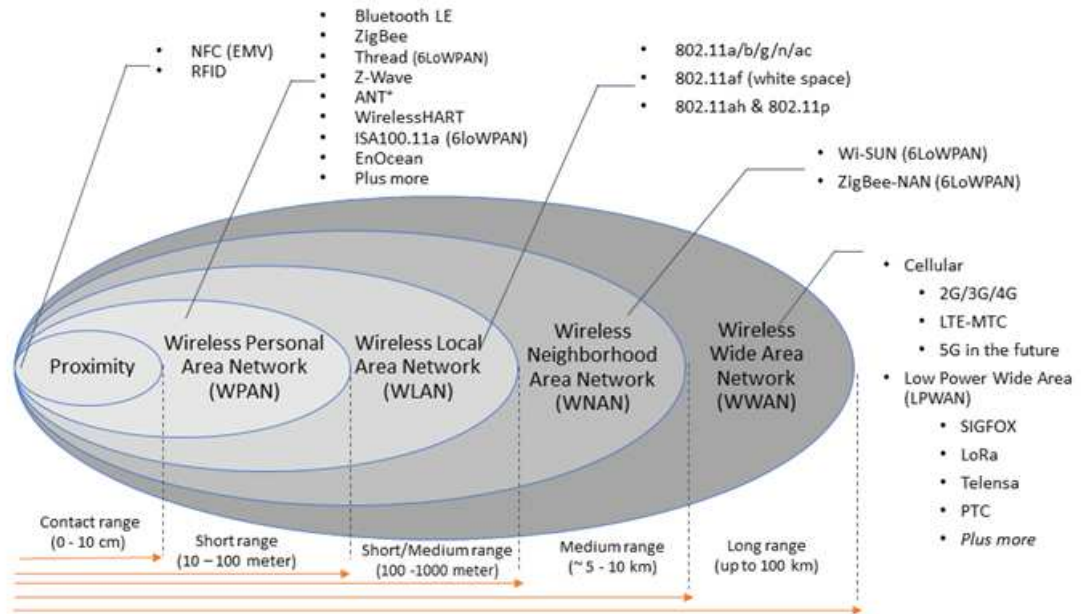 NFC (EMV)
RFID
Bluetooth LE
ZigBee
Thread (6LoWPAN)
Z-Wave
ANT+
WirelessHART
ISA100.11a (6loWPAN)
EnOcean
Plus more
802.11a/b/g/n/ac
802.11af (white space)
802.11ah & 802.11p
Wi-SUN (6LoWPAN)
ZigBee-NAN (6LoWPAN)
Cellular
2G/3G/4G
LTE-MTC
5G in the future
Low Power Wide Area
(LPWAN)
SIGFOX
LoRa
Telensa
PTC
Plus more
Proximity
Wireless Personal
Area Network
(WPAN)
Wireless Local
Area Network
(WLAN)
Wireless
Neighborhood
Area Network
(WNAN)
Wireless
Wide Area
Network
(WWAN)
Contact range
(0 - 10 cm)
Short range
(10 – 100 meter)
Short/Medium range
(100 -1000 meter)
Medium range
(~ 5 - 10 km)
Long range
(up to 100 km)